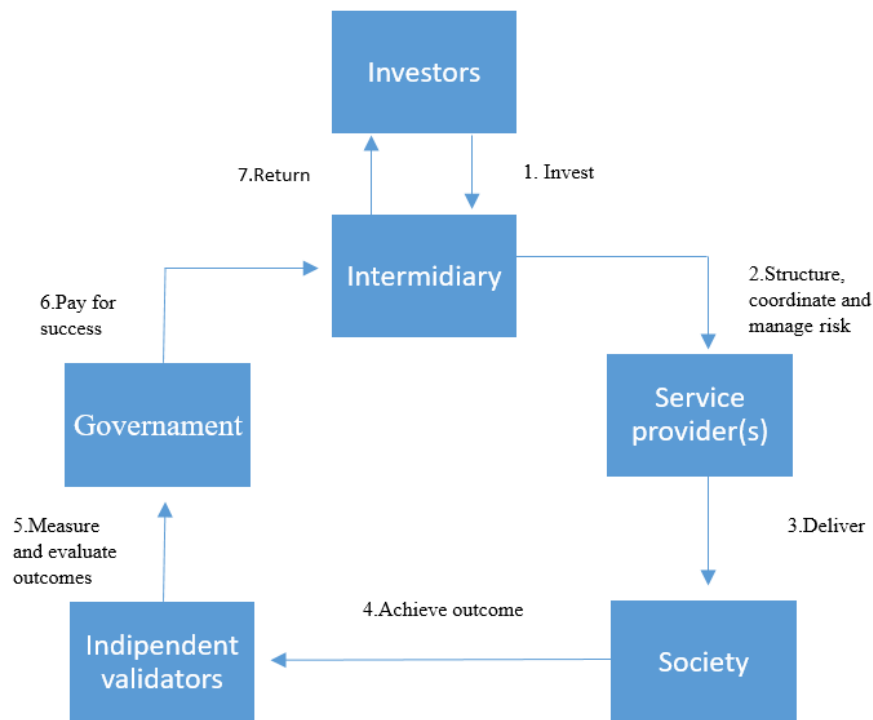 Investors
7.Return
1. Invest
Intermidiary
2.Structure,
coordinate and
manage risk
6.Pay for
success
Service
provider(s)
Governament
3.Deliver
5.Measure
and evaluate
outcomes
4.Achieve outcome
Indipendent
validators
Society